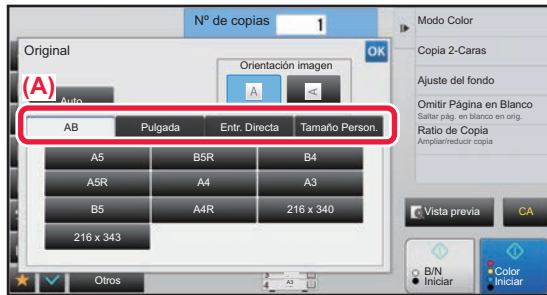 Nº de copias 1
Original
OK
Orientación imagen
A
A
(A)
Auto
AB Pulgada Entr. Directa Tamaño Person.
A5 B5R B4
A5R A4 A3
B5 A4R 216 x 340
216 x 343
Otros
A3
4
Modo Color
Copia 2-Caras
Ajuste del fondo
Omitir Página en Blanco
Saltar pág. en blanco en orig.
Ratio de Copia
Ampliar/reducir copia
Vista previa
CA
B/N
Iniciar
Color
Iniciar